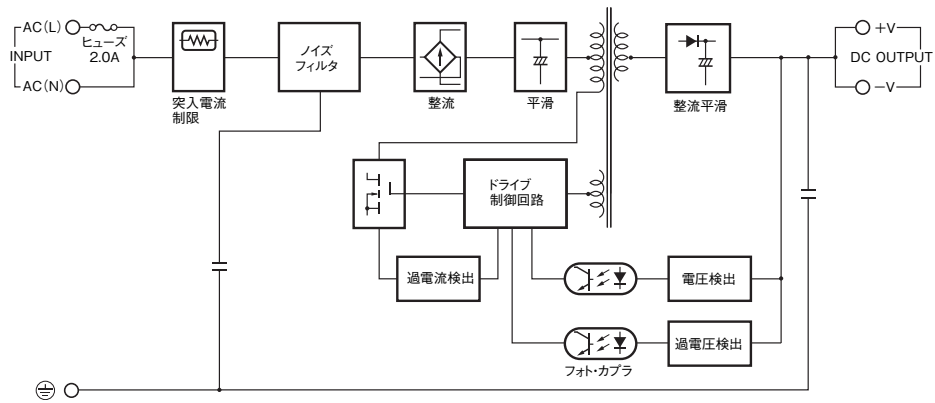 AC(L)
ヒューズ
2.0A
INPUT
AC(N)
突入電流
制限
ノイズ
フィルタ
整流
平滑
整流平滑
+V
DC OUTPUT
−V
ドライブ
制御回路
過電流検出
電圧検出
過電圧検出
フォト・カプラ